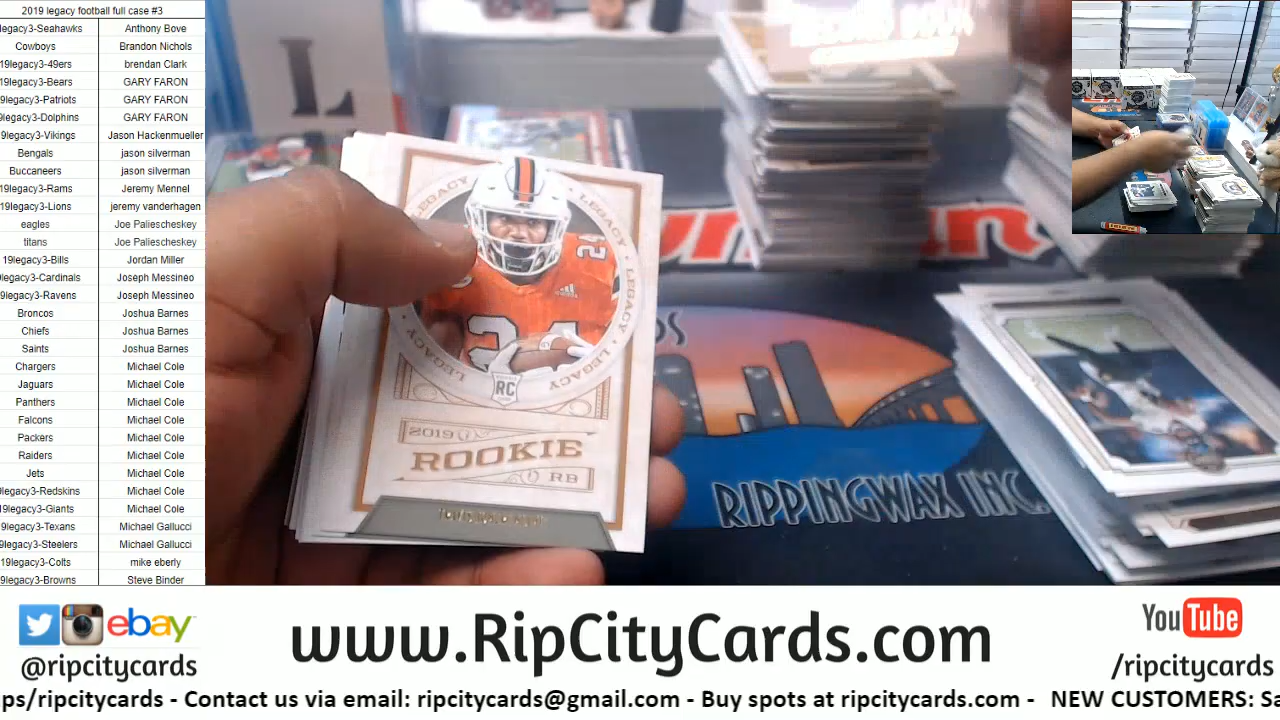 2019 legacy football full case #3
legacy3-Seahawks Anthony Bove
Cowboys Brandon Nichols
19legacy3-49ers brendan Clark
19legacy3-Bears GARY FARON
9legacy3-Patriots GARY FARON
9legacy3-Dolphins GARY FARON
9legacy3-Vikings Jason Hackenmueller
Bengals jason silverman
Buccaneers jason silverman
19legacy3-Rams Jeremy Mennel
19legacy3-Lions jeremy vanderhagen
eagles Joe Paliescheskey
titans Joe Paliescheskey
19legacy3-Bills Jordan Miller
legacy3-Cardinals Joseph Messineo
9legacy3-Ravens Joseph Messineo
Broncos Joshua Barnes
Chiefs Joshua Barnes
Saints Joshua Barnes
Chargers Michael Cole
Jaguars Michael Cole
Panthers Michael Cole
Falcons Michael Cole
Packers Michael Cole
Raiders Michael Cole
Jets Michael Cole
legacy3-Redskins Michael Cole
9legacy3-Giants Michael Cole
9legacy3-Texans Michael Gallucci
legacy3-Steelers Michael Gallucci
19legacy3-Colts mike eberly
9legacy3-Browns Steve Binder
L
LEGACY LEGACY LEGACY LEGACY LEGACY
24
24
adidas
RC
2019
ROOKIE
RB
RIPPINGWAX INC.
ebay
@ripcitycards
www.RipCityCards.com
YouTube
/ripcitycards
ps/ripcitycards - Contact us via email: ripcitycards@gmail.com - Buy spots at ripcitycards.com - NEW CUSTOMERS: Sa